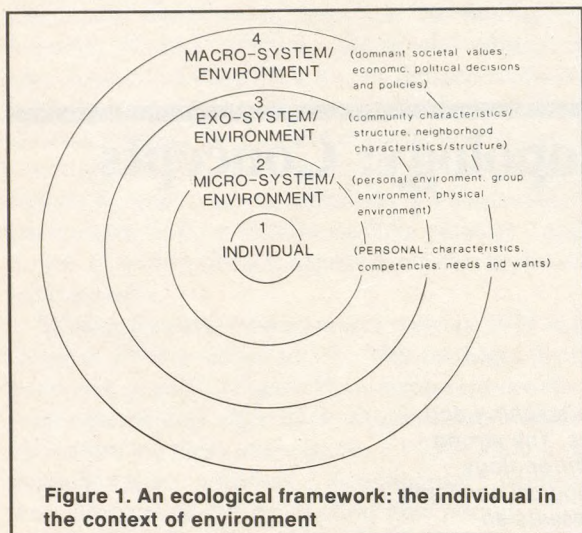 4
MACRO-SYSTEM/
ENVIRONMENT
(dominant societal values,
economic, political decisions
and policies)
3
EXO-SYSTEM/
ENVIRONMENT
(community characteristics/
structure, neighborhood
characteristics/structure)
2
MICRO-SYSTEM/
ENVIRONMENT
(personal environment, group
environment, physical
environment)
1
INDIVIDUAL
(PERSONAL characteristics,
competencies, needs and wants)
Figure 1. An ecological framework: the individual in
the context of environment